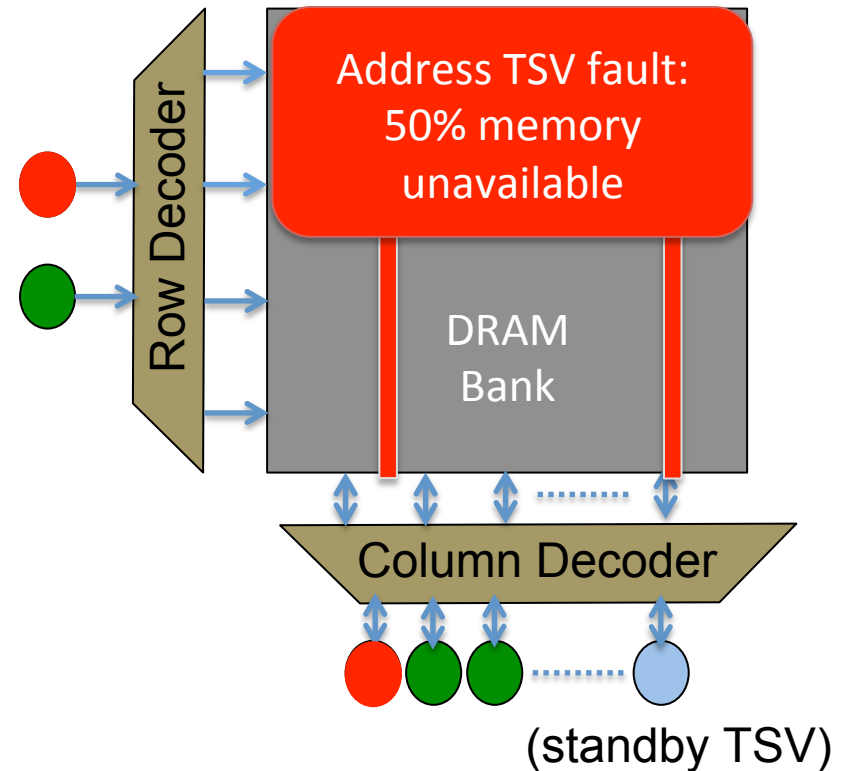 Address TSV fault:
50% memory
unavailable
Row Decoder
DRAM
Bank
Column Decoder
(standby TSV)